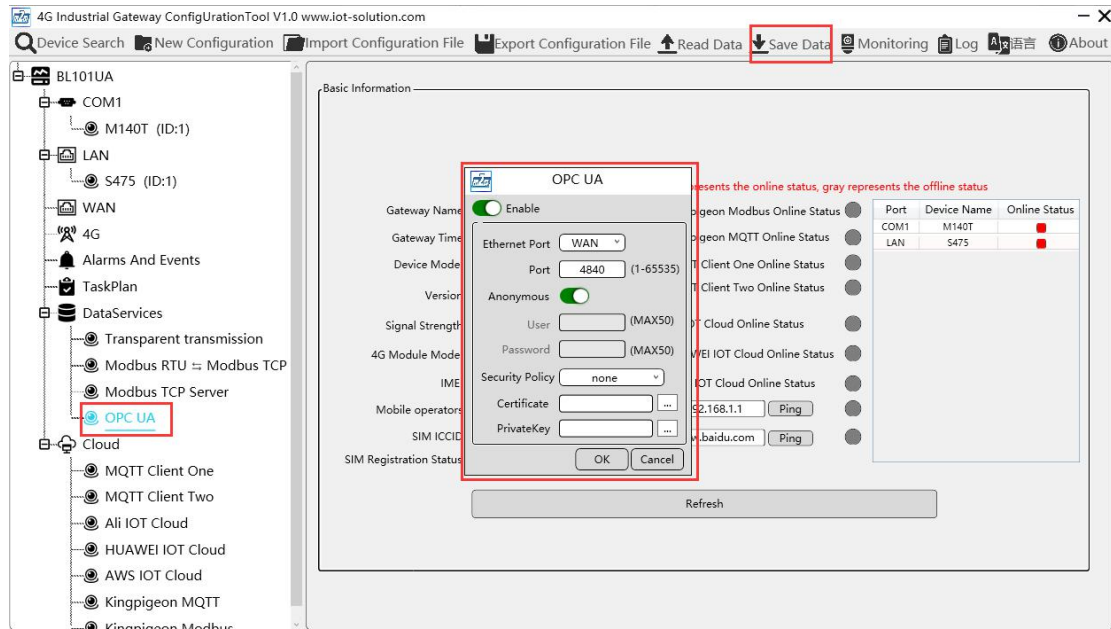 4G Industrial Gateway ConfigUrationTool V1.0 www.iot-solution.com
Device Search New Configuration Import Configuration File Export Configuration File Read Data Save Data Monitoring Log 语言 About
BL101UA
COM1
M140T (ID:1)
LAN
S475 (ID:1)
WAN
4G
Alarms And Events
TaskPlan
DataServices
Transparent transmission
Modbus RTU ⇆ Modbus TCP
Modbus TCP Server
OPC UA
Cloud
MQTT Client One
MQTT Client Two
Ali IOT Cloud
HUAWEI IOT Cloud
AWS IOT Cloud
Kingpigeon MQTT
Kingpigeon Modbus
Basic Information
the online status, gray represents the offline status
Gateway Name
Gateway Time
Device Mode
Version
Signal Strength
4G Module Mode
IME
Mobile operators
SIM ICCID
SIM Registration Status
OPC UA
Enable
Ethernet Port WAN
Port 4840 (1-65535)
Anonymous
User (MAX50)
Password (MAX50)
Security Policy none
Certificate ...
PrivateKey ...
OK Cancel
Modbus Online Status
MQTT Online Status
Client One Online Status
Client Two Online Status
Cloud Online Status
IOT Cloud Online Status
IOT Cloud Online Status
2.168.1.1 Ping
.baidu.com Ping
Port Device Name Online Status
COM1 M140T
LAN S475
Refresh